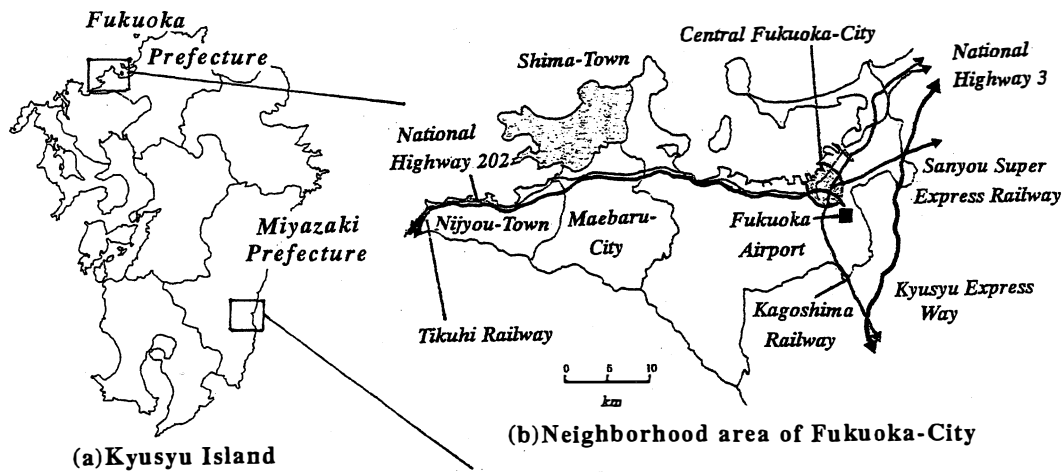 Fukuoka
Prefecture
Miyazaki
Prefecture
(a)Kyusyu Island
Central Fukuoka-City
National
Highway 3
Shima-Town
National
Highway 202
Sanyou Super
Express Railway
Nijyou-Town
Maebaru-
City
Fukuoka
Airport
Kagoshima
Railway
Kyusyu Express
Way
Tikuhi Railway
0 5 10
km
(b)Neighborhood area of Fukuoka-City